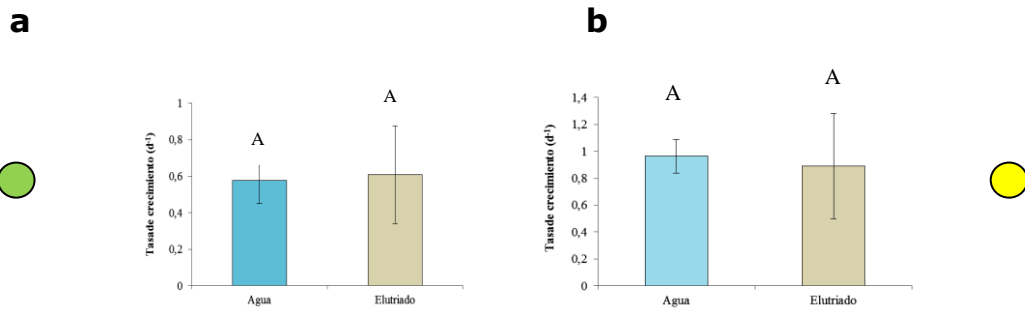 a
b
Tasade crecimiento (d⁻¹)
1
0,8
0,6
0,4
0,2
0
A
A
Agua
Elutriado
Tasade crecimiento (d⁻¹)
1,4
1,2
1
0,8
0,6
0,4
0,2
0
A
A
Agua
Elutriado